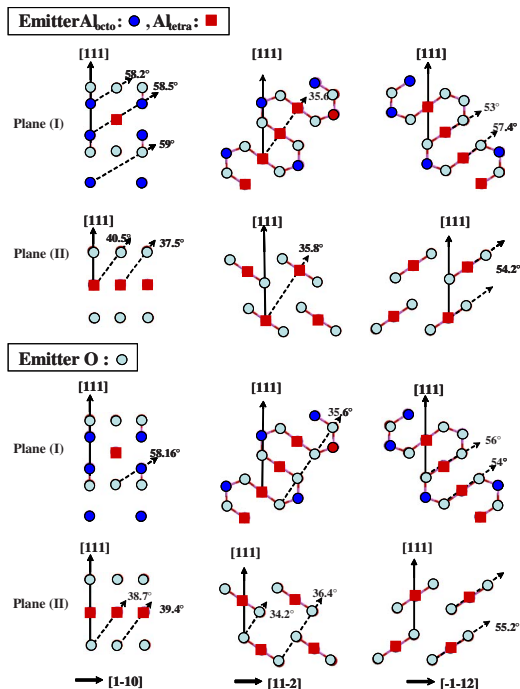 Emitter Al_octo : , Al_tetra :
[111] [111] [111]
58.2°
58.5°
59°
35.6
53°
57.4°
Plane (I)
[111] [111] [111]
40.5°
37.5°
35.8°
54.2°
Plane (II)
Emitter O :
[111] [111] [111]
58.16°
35.6°
56°
54°
Plane (I)
[111] [111] [111]
38.7°
39.4°
34.2°
36.4°
55.2°
Plane (II)
[1-10] [11-2] [-1-12]